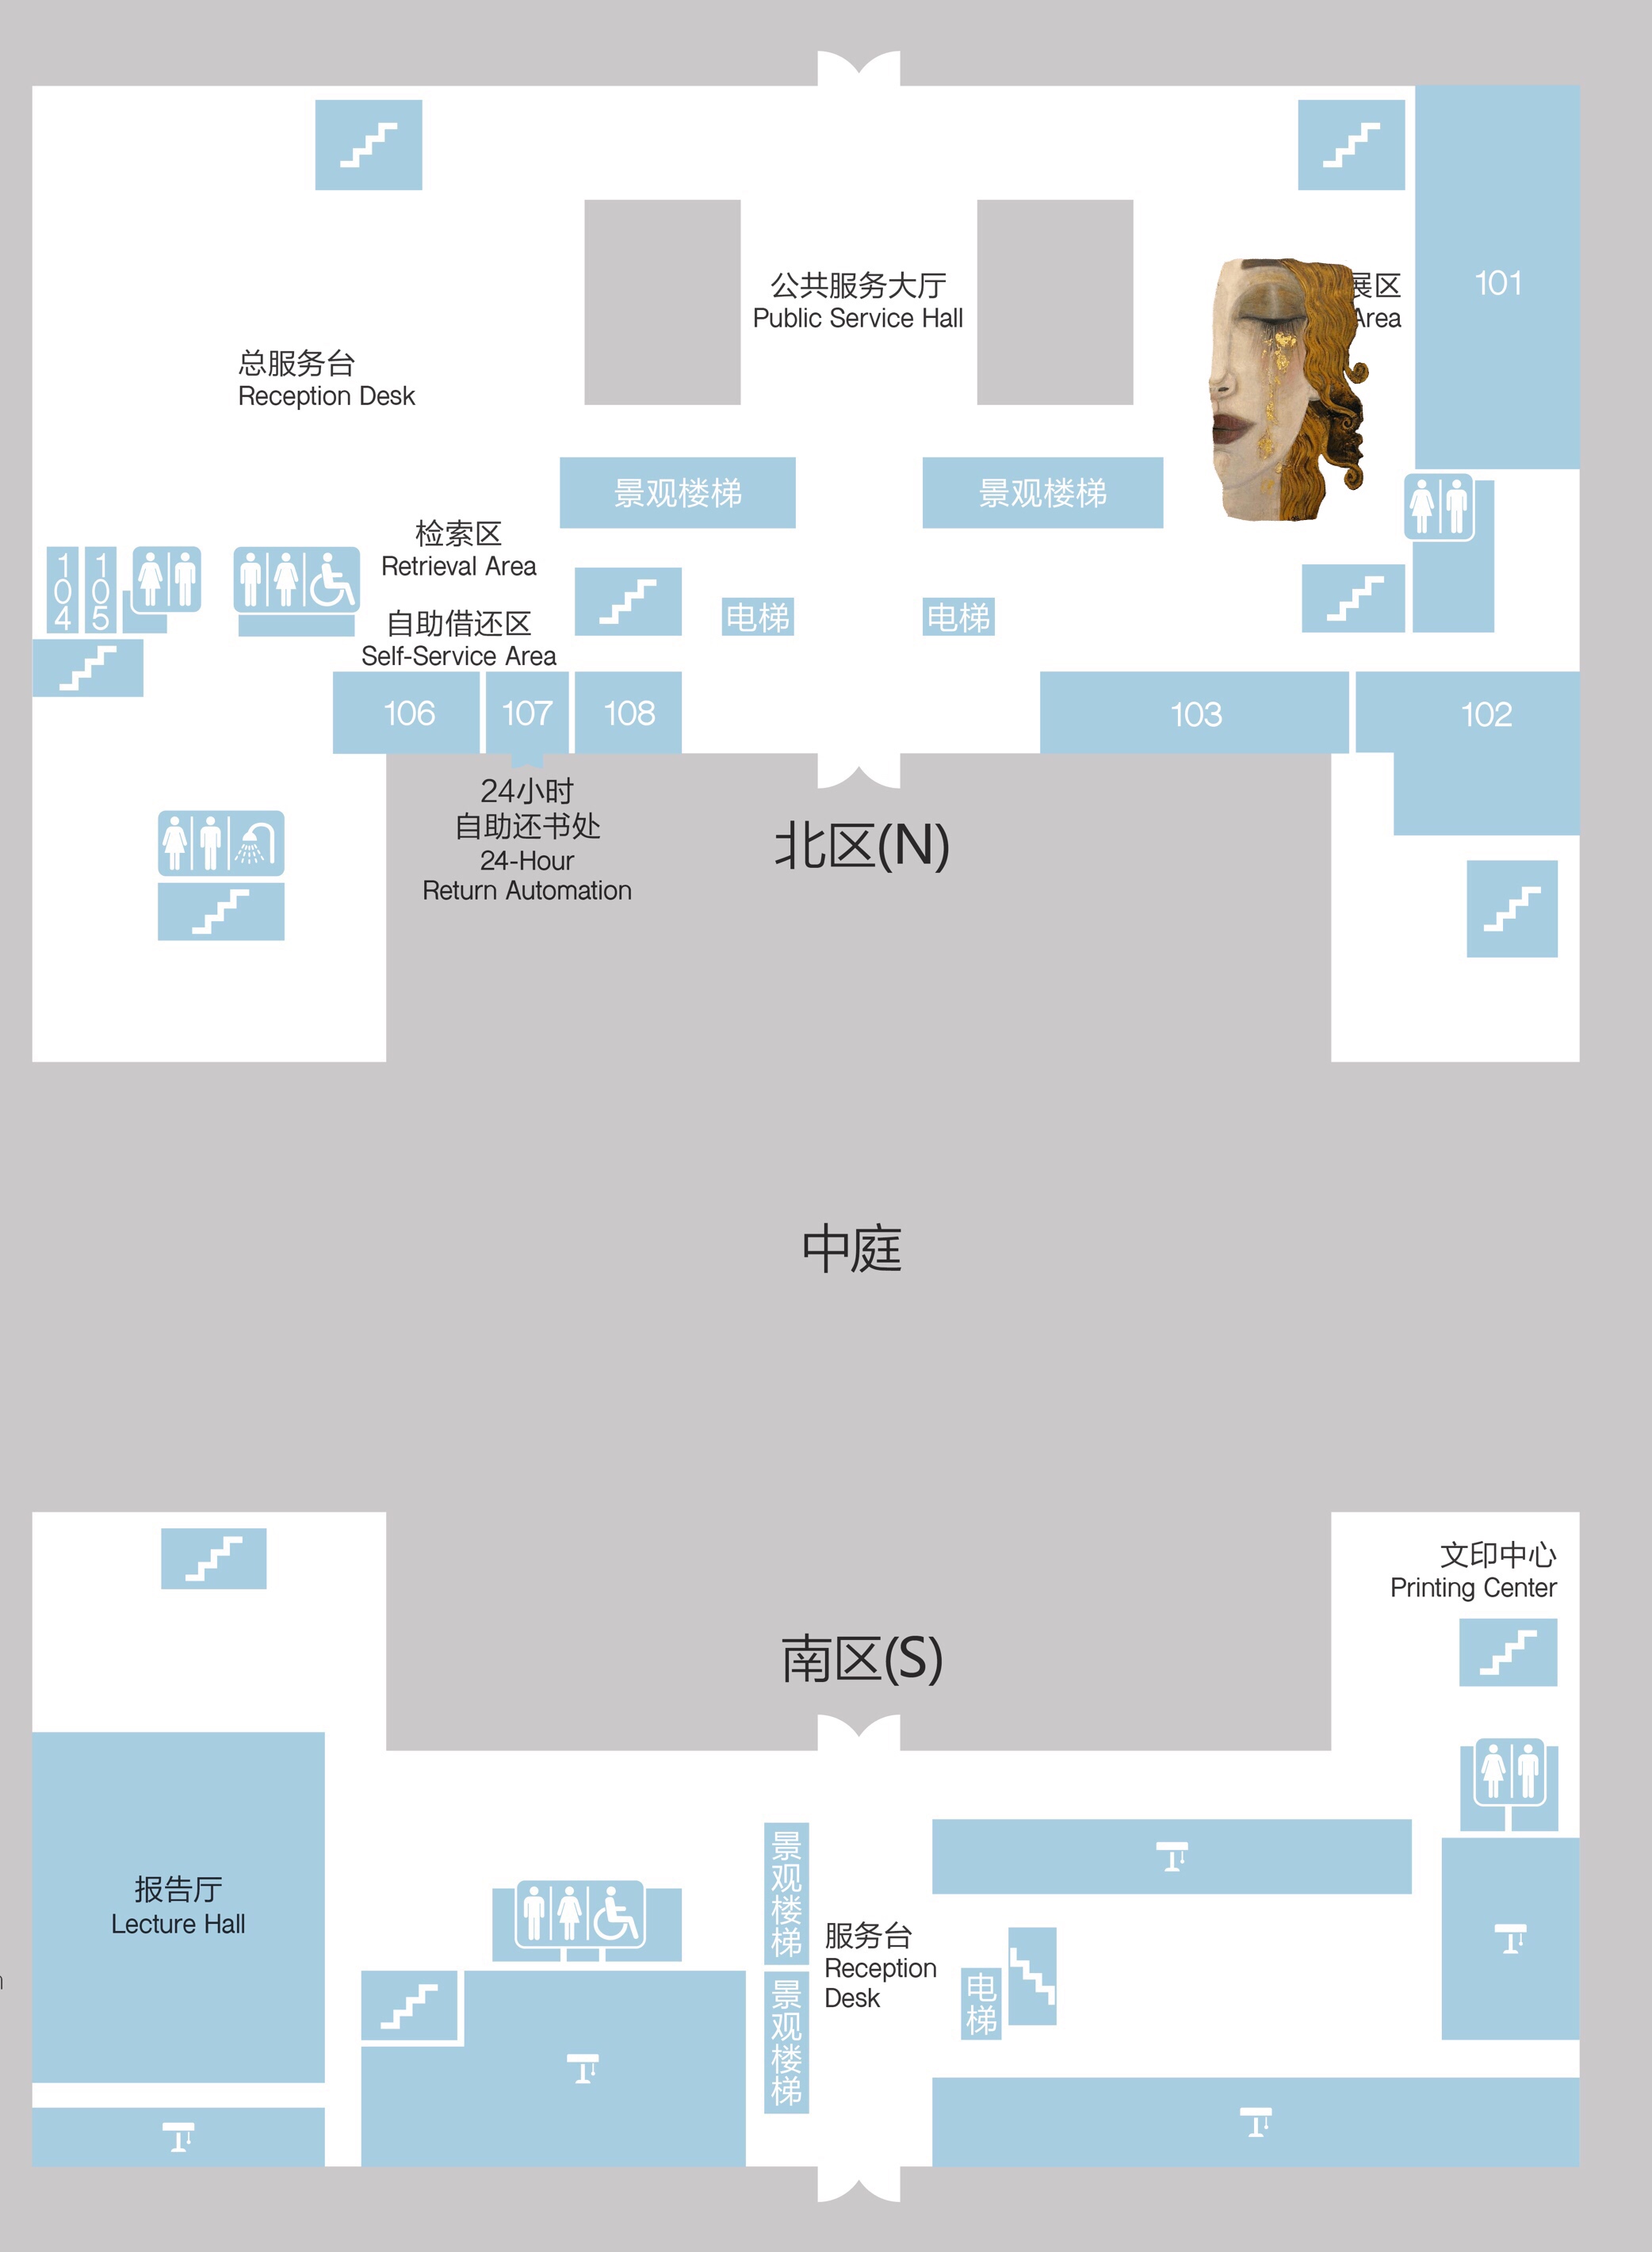 公共服务大厅
Public Service Hall
展区
Area
101
总服务台
Reception Desk
景观楼梯
景观楼梯
检索区
Retrieval Area
104
105
自助借还区
Self-Service Area
电梯
电梯
106
107
108
103
102
24小时
自助还书处
24-Hour
Return Automation
北区(N)
中庭
南区(S)
文印中心
Printing Center
报告厅
Lecture Hall
景观楼梯
景观楼梯
服务台
Reception
Desk
电梯